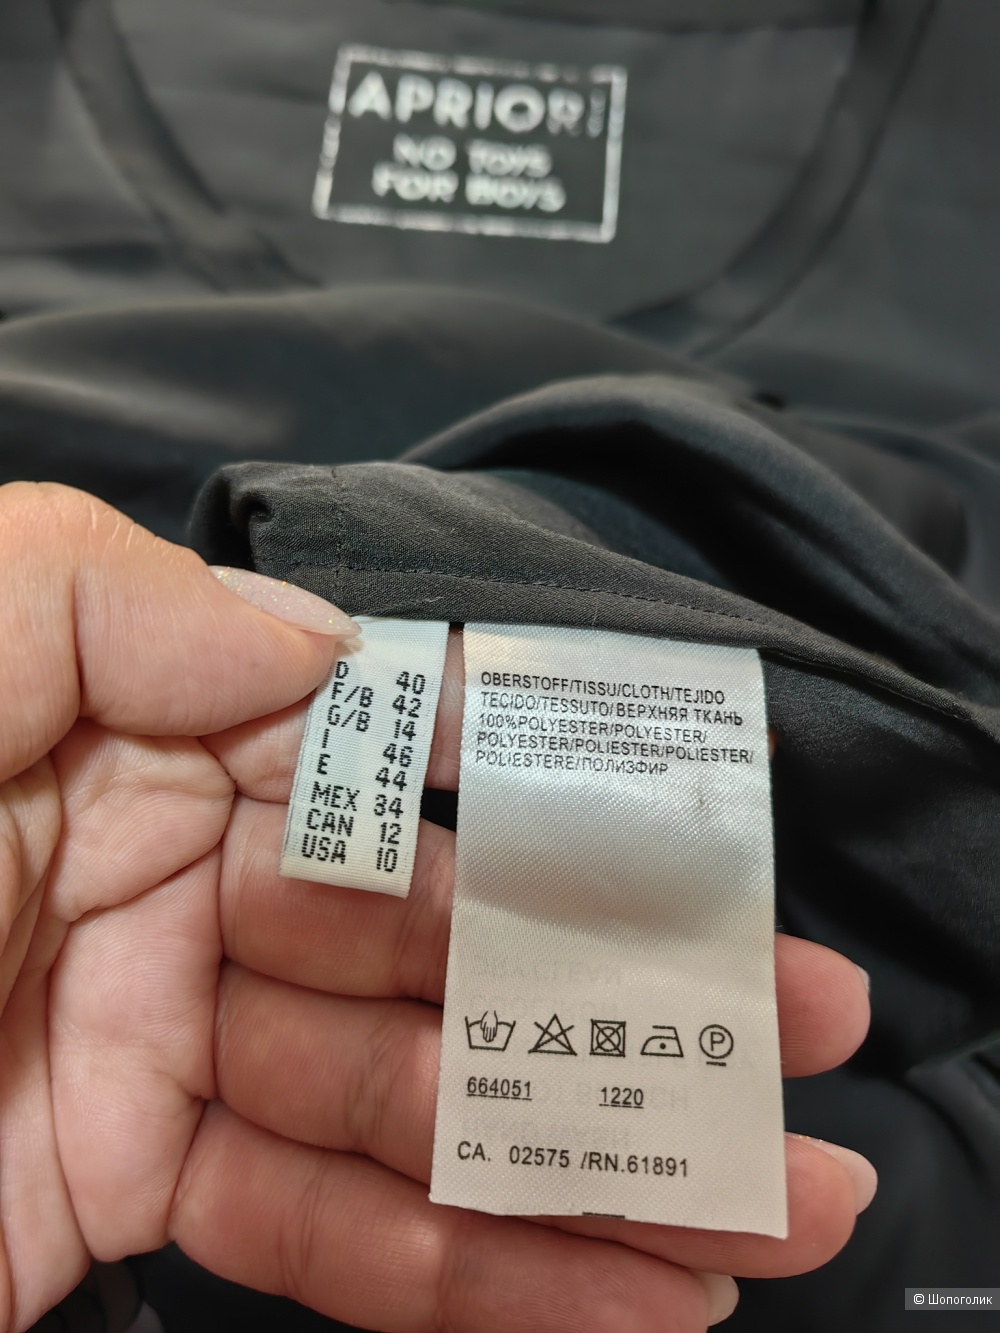 APRIORI
NO TOYS
FOR BOYS
D 40
F/B 42
G/B 14
I 46
E 44
MEX 34
CAN 12
USA 10
OBERSTOFF/TISSU/CLOTH/TEJIDO
TECIDO/TESSUTO/ВЕРХНЯЯ ТКАНЬ
100%POLYESTER/POLYESTER/
POLYESTER/POLIESTER/POLIESTER/
POLIESTERE/ПОЛИЭФИР
P
664051 1220
CA. 02575 /RN.61891
© Шопоголик